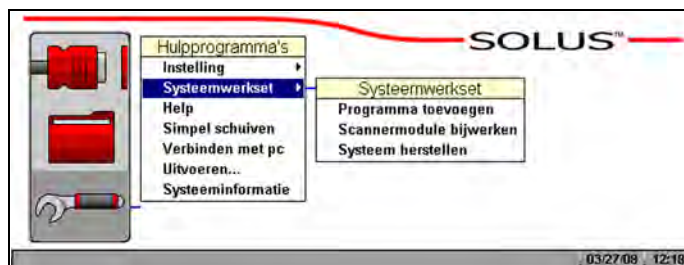 SOLUS™
Hulpprogramma's
Instelling
Systeemwerkset
Help
Simpel schuiven
Verbinden met pc
Uitvoeren...
Systeeminformatie
Systeemwerkset
Programma toevoegen
Scannermodule bijwerken
Systeem herstellen
03/27/09 12:18